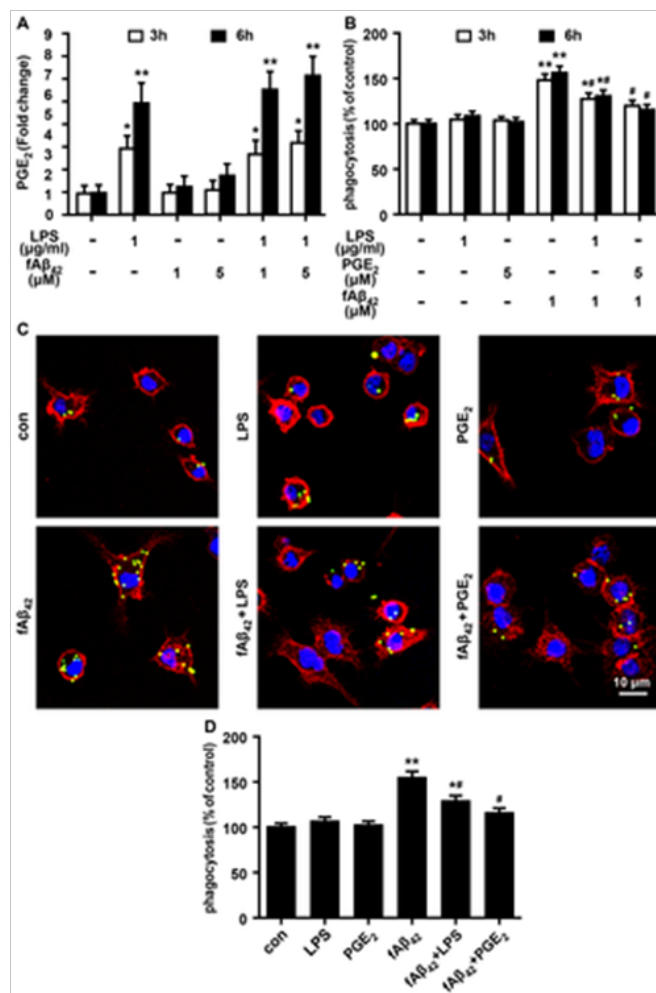 A
3h 6h
PGE₂ (Fold change)
9
8
7
6
5
4
3
2
1
0
* ** * ** * **
LPS (µg/ml) - 1 - - 1 1
fAβ₄₂ (µM) - - 1 5 1 5
B
3h 6h
phagocytosis (% of control)
200
150
100
50
0
** ** *# *# # #
LPS (µg/ml) - 1 - - 1 -
PGE₂ (µM) - - 5 - - 5
fAβ₄₂ (µM) - - - 1 1 1
C
con
LPS
PGE₂
fAβ₄₂
fAβ₄₂+LPS
fAβ₄₂+PGE₂
10 µm
D
phagocytosis (% of control)
200
150
100
50
0
** *# #
con
LPS
PGE₂
fAβ₄₂
fAβ₄₂+LPS
fAβ₄₂+PGE₂